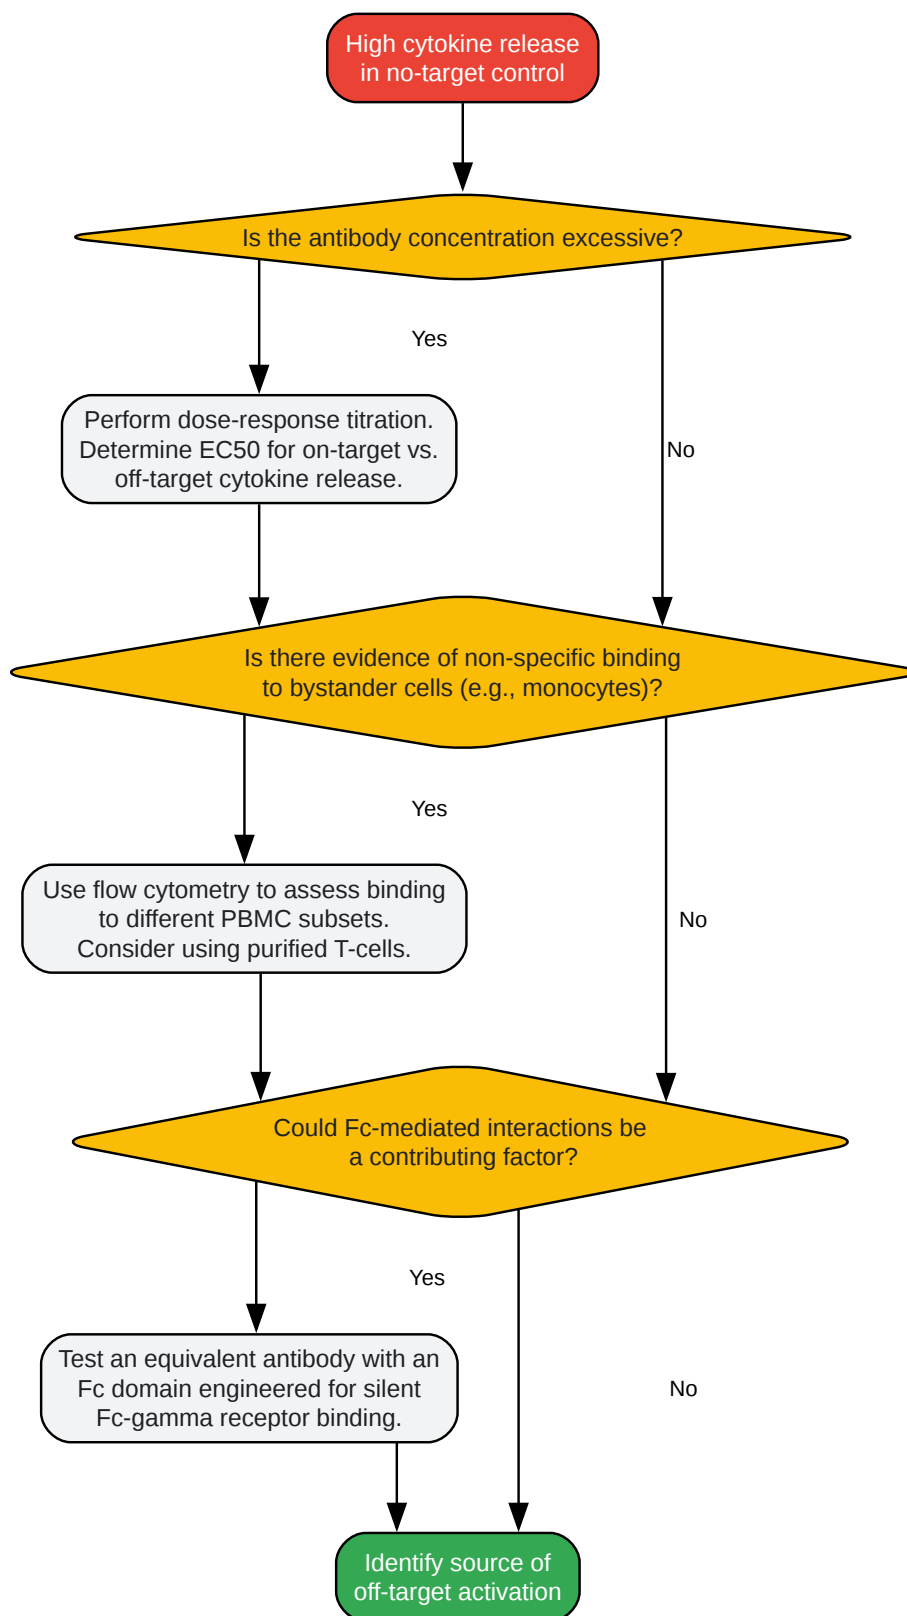 High cytokine release
in no-target control
Is the antibody concentration excessive?
Yes
Perform dose-response titration.
Determine EC50 for on-target vs.
off-target cytokine release.
No
Is there evidence of non-specific binding
to bystander cells (e.g., monocytes)?
Yes
Use flow cytometry to assess binding
to different PBMC subsets.
Consider using purified T-cells.
No
Could Fc-mediated interactions be
a contributing factor?
Yes
Test an equivalent antibody with an
Fc domain engineered for silent
Fc-gamma receptor binding.
No
Identify source of
off-target activation